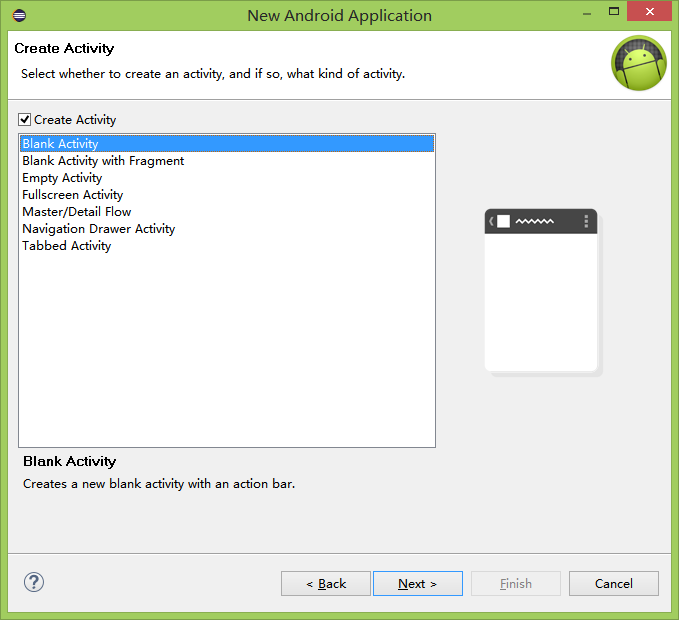 New Android Application
Create Activity
Select whether to create an activity, and if so, what kind of activity.
Create Activity
Blank Activity
Blank Activity with Fragment
Empty Activity
Fullscreen Activity
Master/Detail Flow
Navigation Drawer Activity
Tabbed Activity
Blank Activity
Creates a new blank activity with an action bar.
?
< Back
Next >
Finish
Cancel